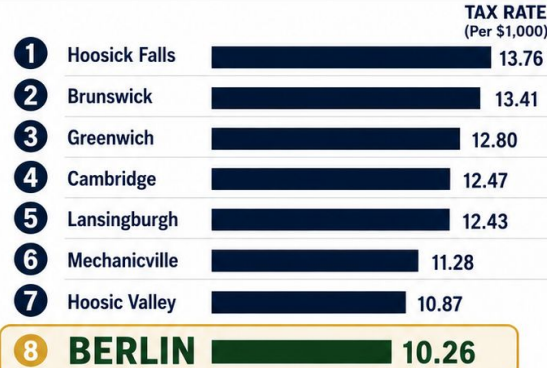 TAX RATE
(Per $1,000)
1 Hoosick Falls 13.76
2 Brunswick 13.41
3 Greenwich 12.80
4 Cambridge 12.47
5 Lansingburgh 12.43
6 Mechanicville 11.28
7 Hoosic Valley 10.87
8 BERLIN 10.26